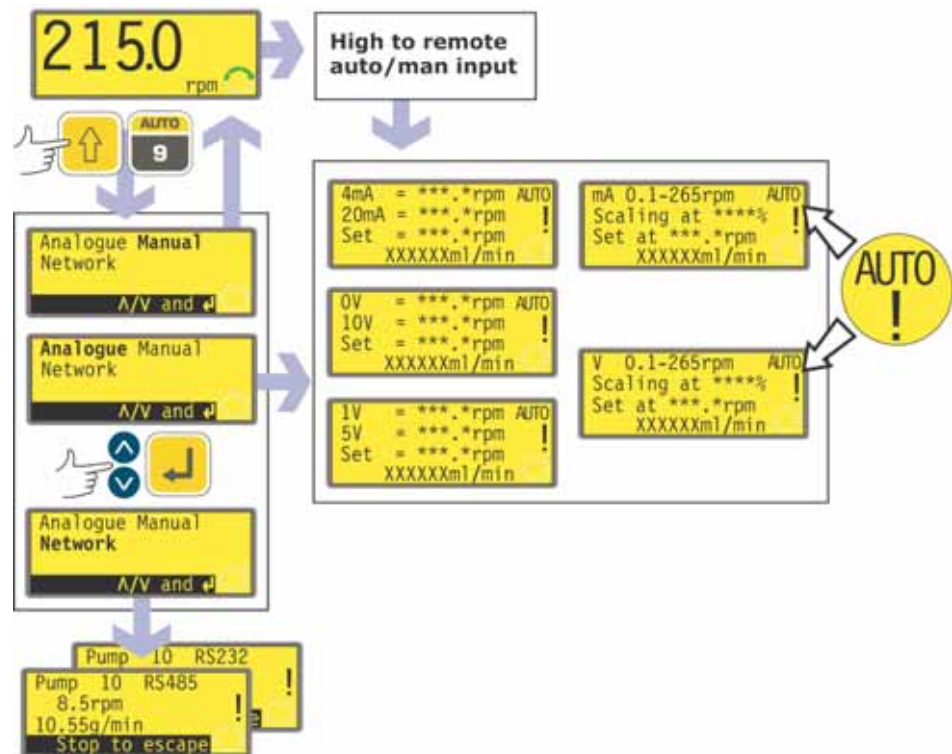 215.0
rpm
High to remote
auto/man input
AUTO
9
Analogue Manual
Network
Λ/V and ↲
Analogue Manual
Network
Λ/V and ↲
Analogue Manual
Network
Λ/V and ↲
4mA = ***.*rpm AUTO
20mA = ***.*rpm !
Set = ***.*rpm
XXXXXXml/min
0V = ***.*rpm AUTO
10V = ***.*rpm !
Set = ***.*rpm
XXXXXXml/min
1V = ***.*rpm AUTO
5V = ***.*rpm !
Set = ***.*rpm
XXXXXXml/min
mA 0.1-265rpm AUTO
Scaling at ****% !
Set at ***.*rpm
XXXXXXml/min
V 0.1-265rpm AUTO
Scaling at ****% !
Set at ***.*rpm
XXXXXXml/min
AUTO
!
Pump 10 RS232
!
Pump 10 RS485
8.5rpm !
10.55g/min
Stop to escape